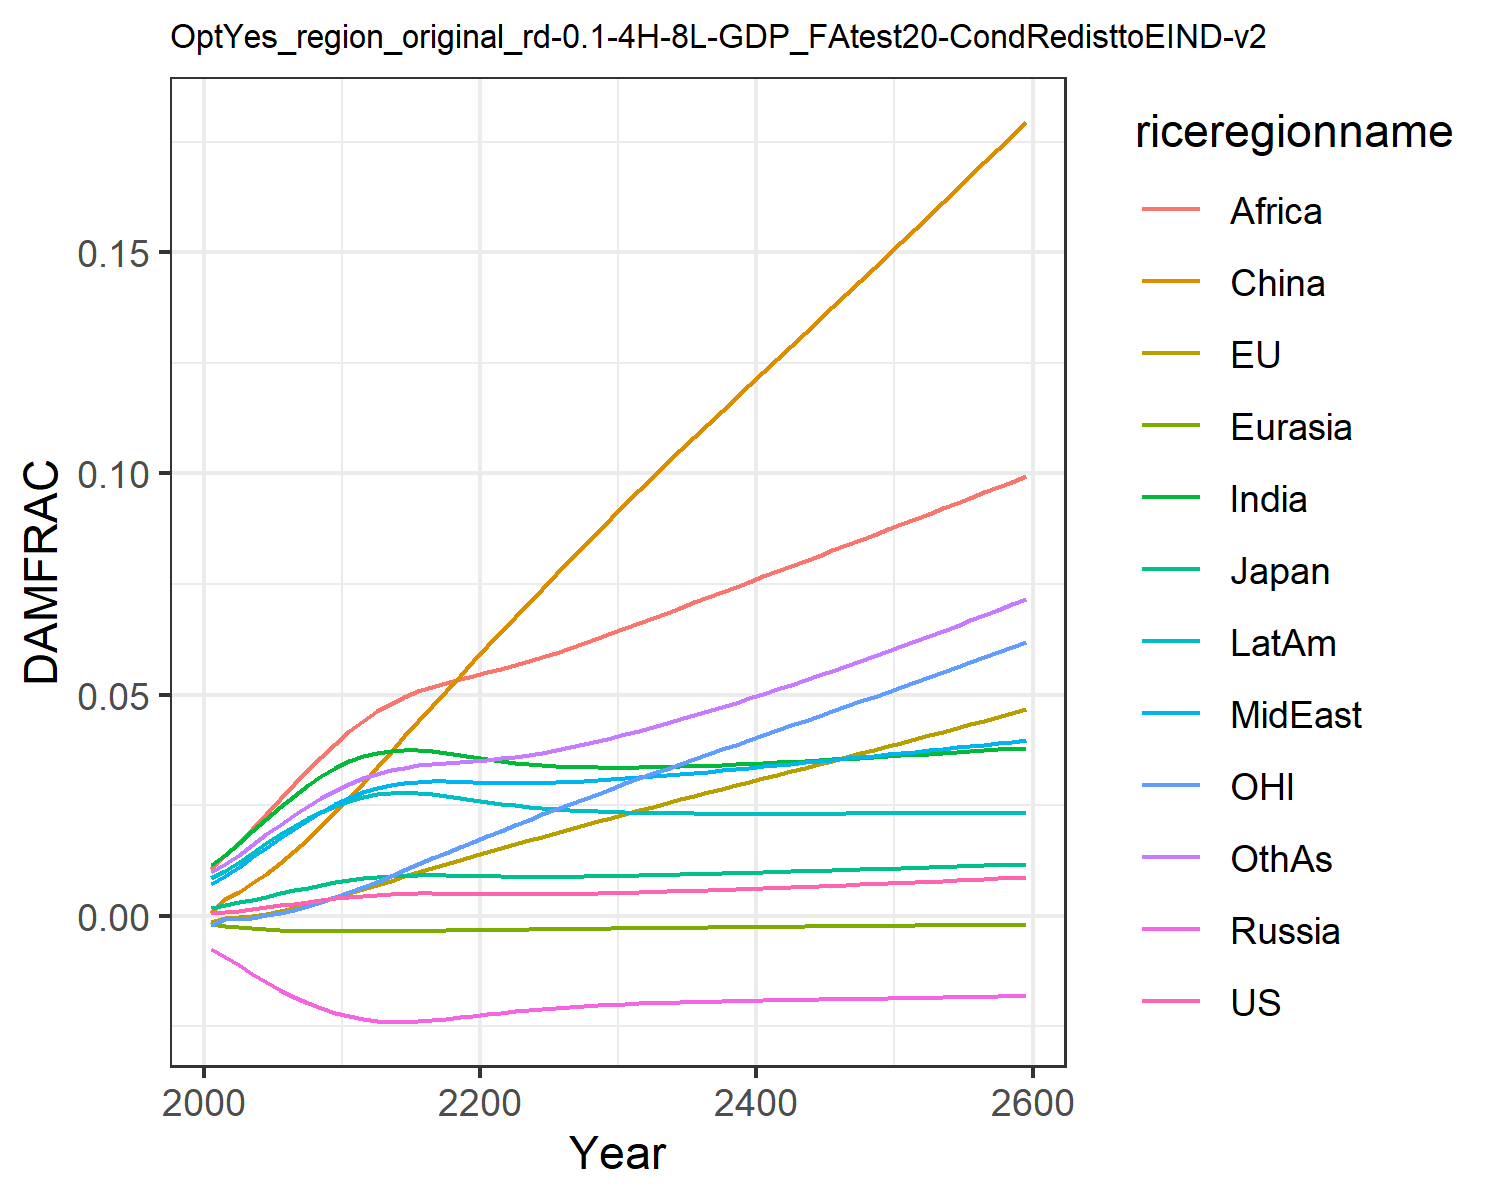 OptYes_region_original_rd-0.1-4H-8L-GDP_FAtest20-CondRedisttoEIND-v2
DAMFRAC
0.15
0.10
0.05
0.00
2000 2200 2400 2600
Year
riceregionname
Africa
China
EU
Eurasia
India
Japan
LatAm
MidEast
OHI
OthAs
Russia
US